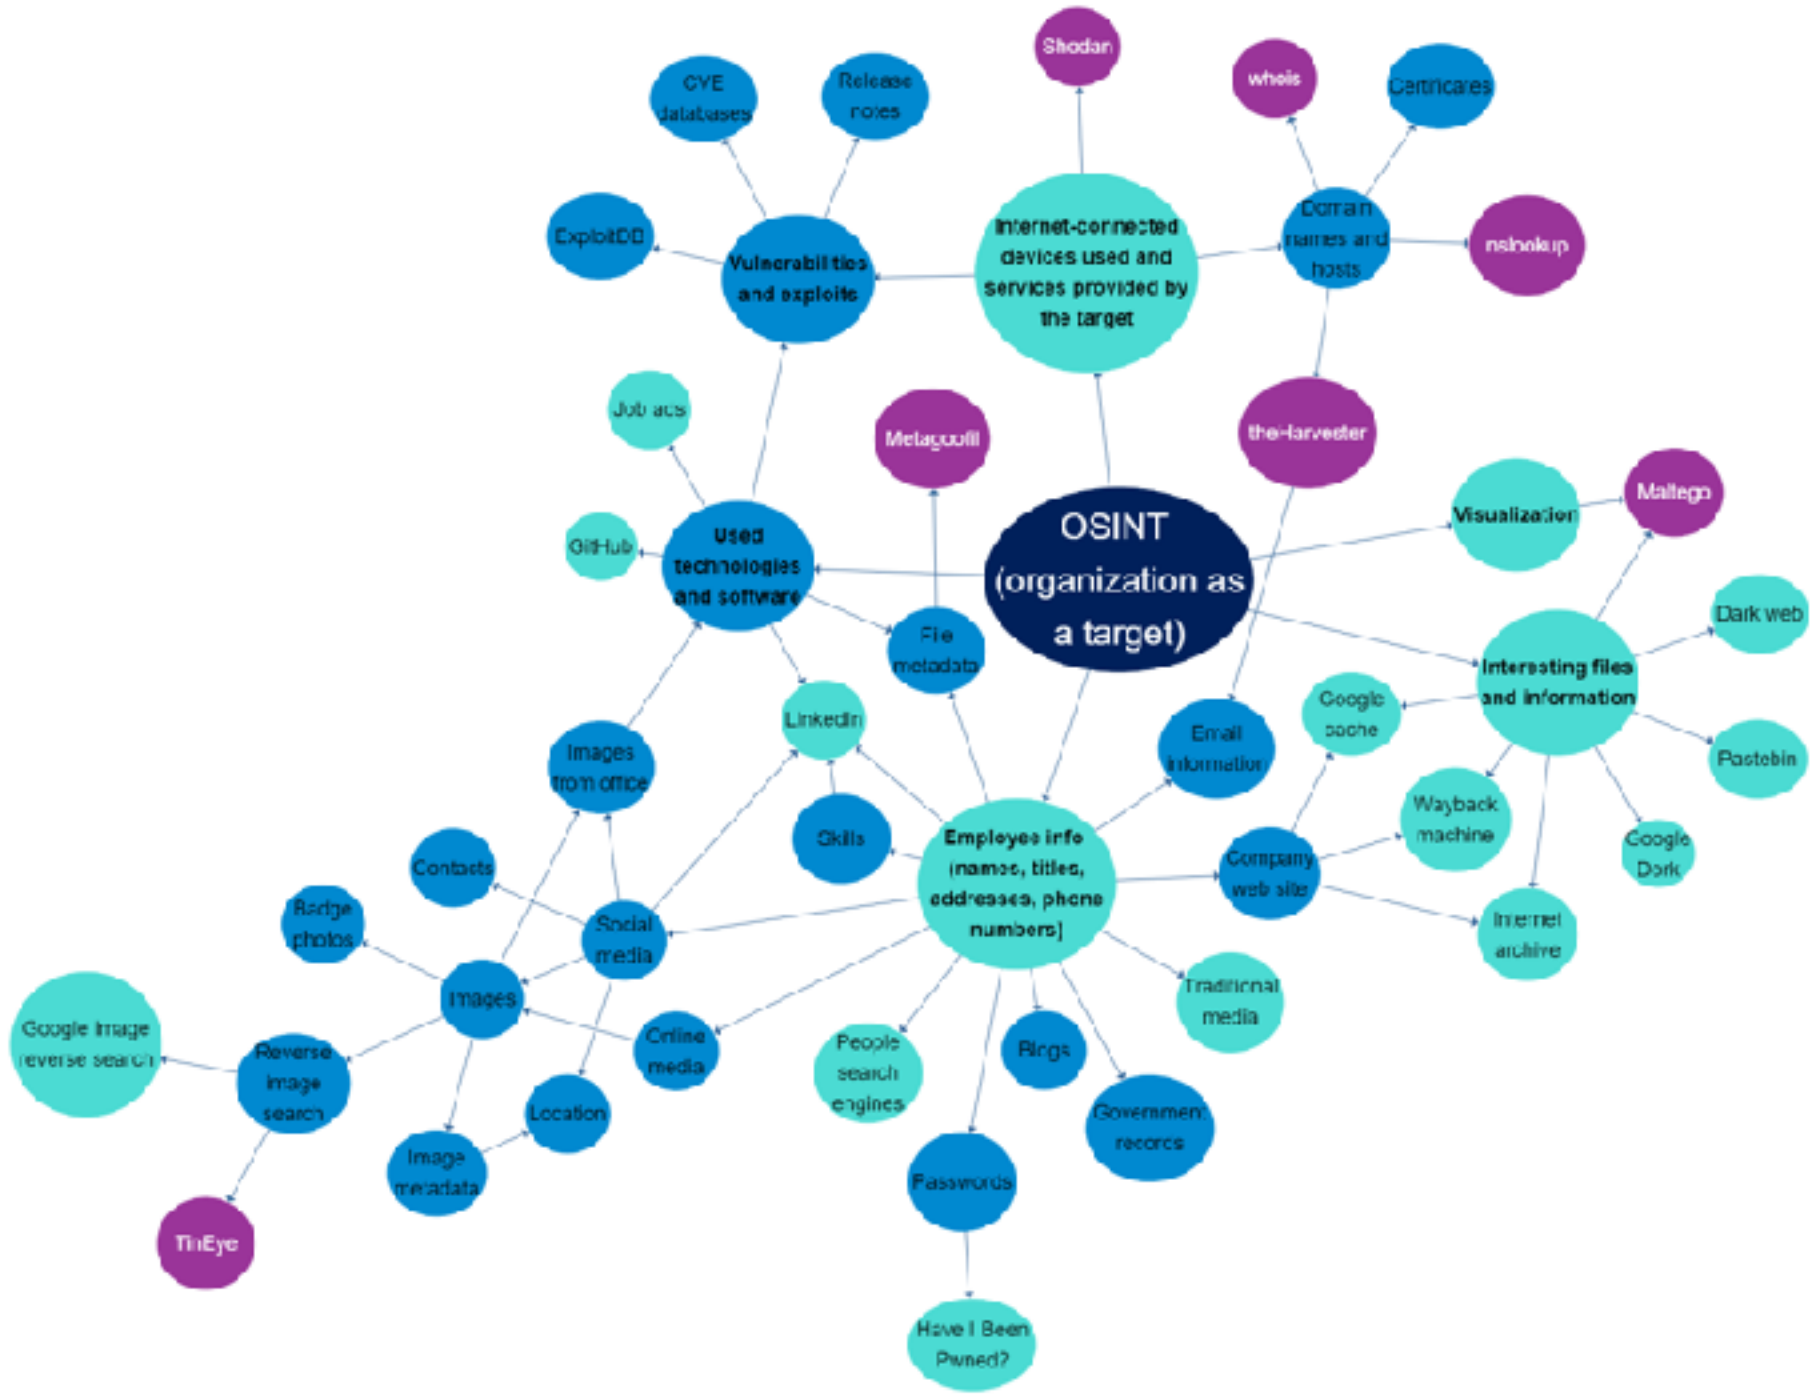 Shodan
whois
Certificates
CVE
databases
Release
notes
ExploitDB
Vulnerabilities
and exploits
Internet-connected
devices used and
services provided by
the target
Domain
names and
hosts
nslookup
Job ads
Metagoofil
theHarvester
Visualization
Maltego
GitHub
Used
technologies
and software
OSINT
(organization as
a target)
File
metadata
Dark web
Interesting files
and information
LinkedIn
Google
cache
Email
information
Pastebin
Images
from office
Wayback
machine
Google
Dork
Skills
Employee info
(names, titles,
addresses, phone
numbers)
Company
web site
Internet
archive
Contacts
Badge
photos
Social
media
Images
Traditional
media
Google Image
reverse search
Reverse
image
search
Online
media
People
search
engines
Blogs
Government
records
Location
Image
metadata
Passwords
TinEye
Have I Been
Pwned?